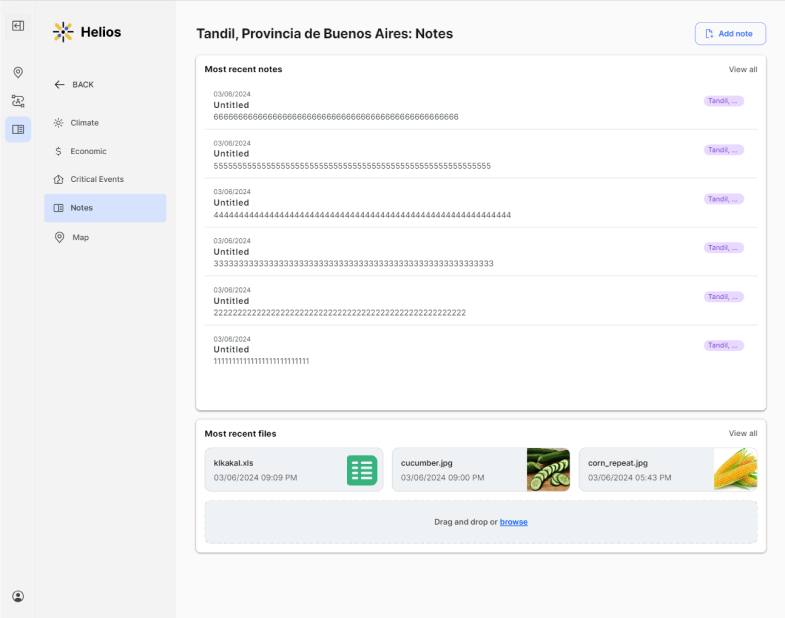 Helios
BACK
Climate
Economic
Critical Events
Notes
Map
Tandil, Provincia de Buenos Aires: Notes
Add note
Most recent notes
View all
03/06/2024
Untitled
Tandil, ...
66666666666666666666666666666666666666666666666666
03/06/2024
Untitled
Tandil, ...
555555555555555555555555555555555555555555555555555555555
03/06/2024
Untitled
Tandil, ...
4444444444444444444444444444444444444444444444444444444444
03/06/2024
Untitled
Tandil, ...
333333333333333333333333333333333333333333333333333333333
03/06/2024
Untitled
Tandil, ...
2222222222222222222222222222222222222222222222222222
03/06/2024
Untitled
Tandil, ...
11111111111111111111111111
Most recent files
View all
klkakal.xls
03/06/2024 09:09 PM
cucumber.jpg
03/06/2024 09:00 PM
corn_repeat.jpg
03/06/2024 05:43 PM
Drag and drop or browse